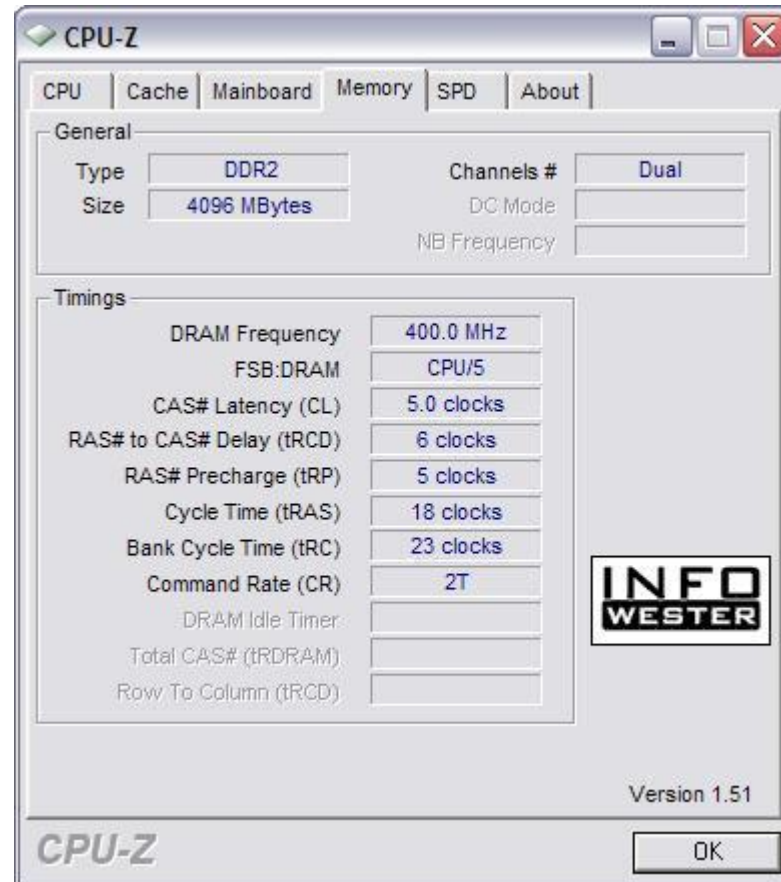 CPU-Z
CPU Cache Mainboard Memory SPD About
General
Type DDR2 Channels # Dual
Size 4096 MBytes DC Mode
NB Frequency
Timings
DRAM Frequency 400.0 MHz
FSB:DRAM CPU/5
CAS# Latency (CL) 5.0 clocks
RAS# to CAS# Delay (tRCD) 6 clocks
RAS# Precharge (tRP) 5 clocks
Cycle Time (tRAS) 18 clocks
Bank Cycle Time (tRC) 23 clocks
Command Rate (CR) 2T
DRAM Idle Timer
Total CAS# (tRDRAM)
Row To Column (tRCD)
INFO
WESTER
Version 1.51
CPU-Z OK